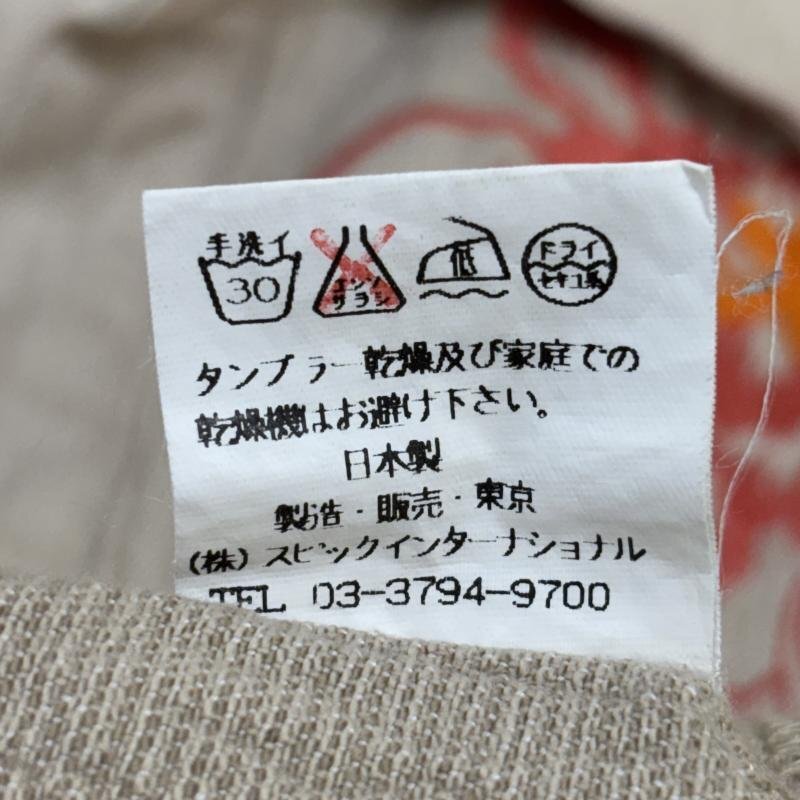 手洗イ
30
エンソ
サラシ
低
ドライ
セキユ系
タンブラー乾燥及び家庭での
乾燥機はお避け下さい。
日本製
製造・販売・東京
(株)スピックインターナショナル
TEL 03-3794-9700